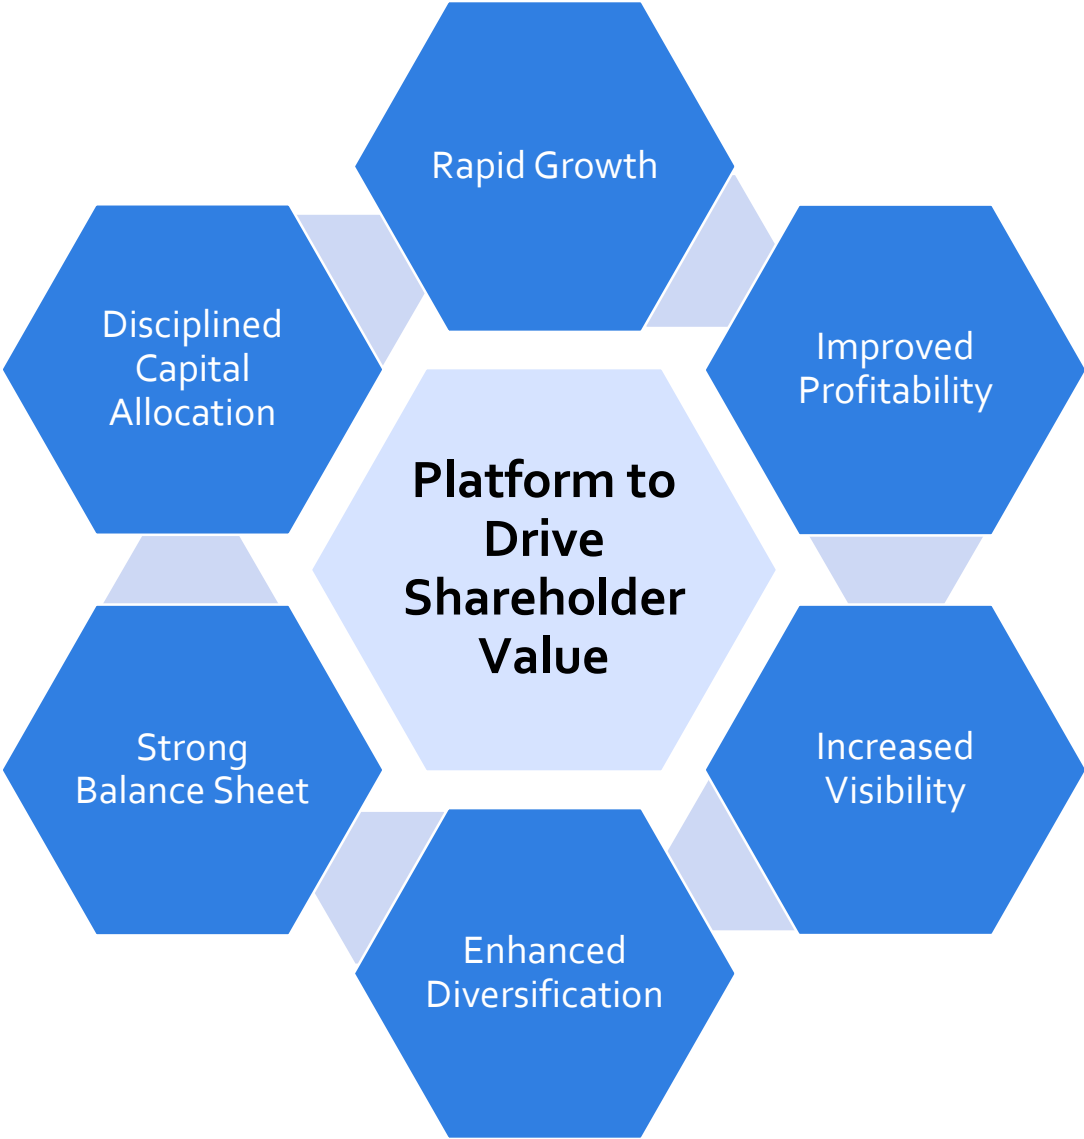 Rapid Growth
Improved
Profitability
Increased
Visibility
Enhanced
Diversification
Strong
Balance Sheet
Disciplined
Capital
Allocation
Platform to
Drive
Shareholder
Value